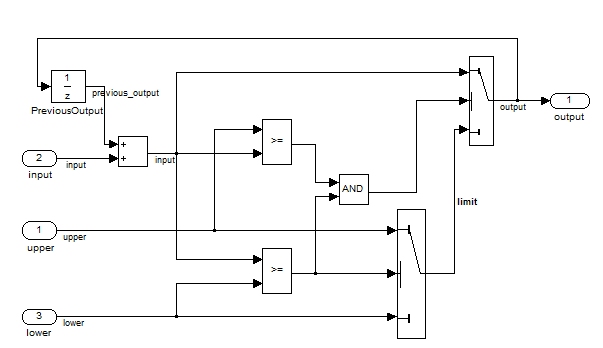 1
z
previous_output
PreviousOutput
1
output
output
+
+
2
input
input
input
>=
AND
limit
1
upper
upper
>=
3
lower
lower